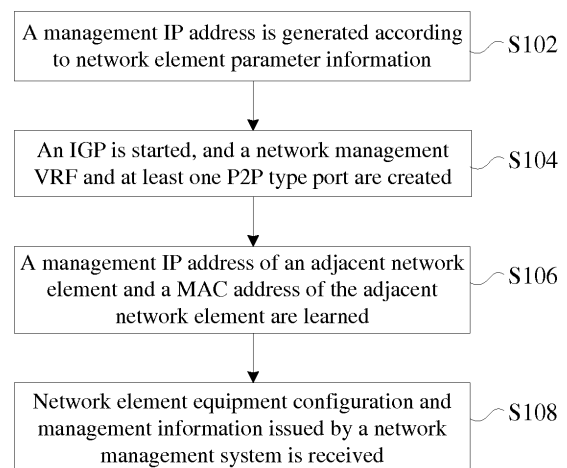 A management IP address is generated according
to network element parameter information
S102
An IGP is started, and a network management
VRF and at least one P2P type port are created
S104
A management IP address of an adjacent network
element and a MAC address of the adjacent
network element are learned
S106
Network element equipment configuration and
management information issued by a network
management system is received
S108